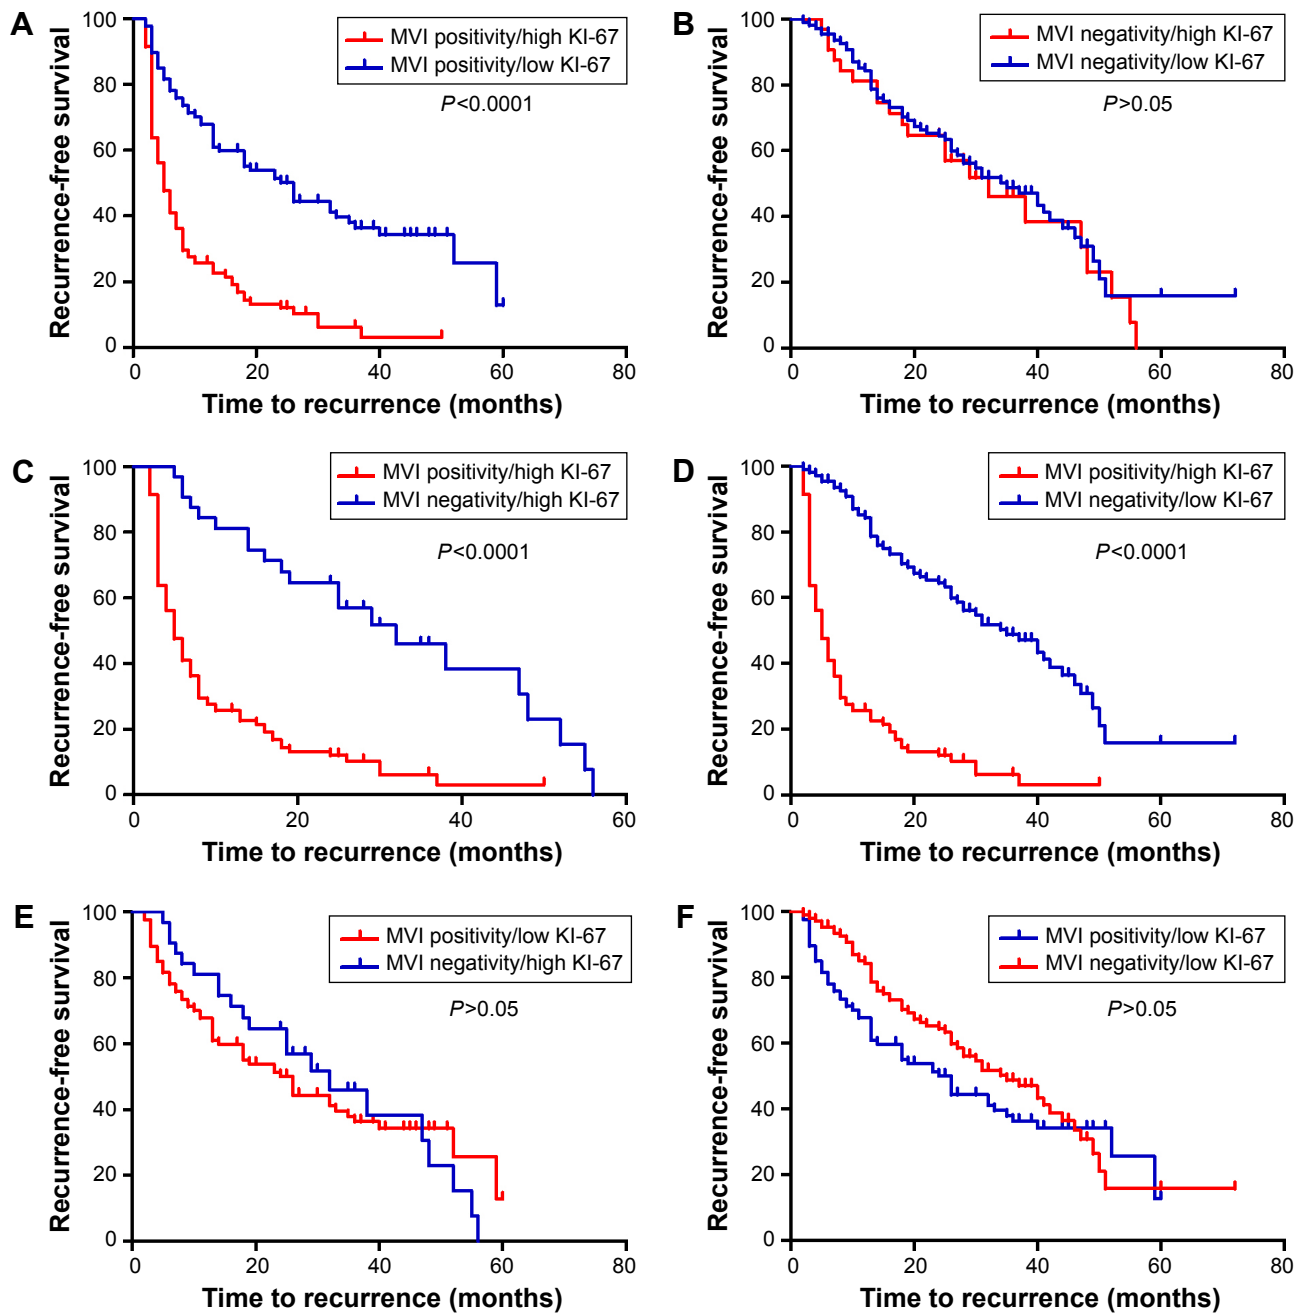 A
Recurrence-free survival
100
80
60
40
20
0
MVI positivity/high KI-67
MVI positivity/low KI-67
P<0.0001
0 20 40 60 80
Time to recurrence (months)
B
Recurrence-free survival
100
80
60
40
20
0
MVI negativity/high KI-67
MVI negativity/low KI-67
P>0.05
0 20 40 60 80
Time to recurrence (months)
C
Recurrence-free survival
100
80
60
40
20
0
MVI positivity/high KI-67
MVI negativity/high KI-67
P<0.0001
0 20 40 60
Time to recurrence (months)
D
Recurrence-free survival
100
80
60
40
20
0
MVI positivity/high KI-67
MVI negativity/low KI-67
P<0.0001
0 20 40 60 80
Time to recurrence (months)
E
Recurrence-free survival
100
80
60
40
20
0
MVI positivity/low KI-67
MVI negativity/high KI-67
P>0.05
0 20 40 60 80
Time to recurrence (months)
F
Recurrence-free survival
100
80
60
40
20
0
MVI positivity/low KI-67
MVI negativity/low KI-67
P>0.05
0 20 40 60 80
Time to recurrence (months)